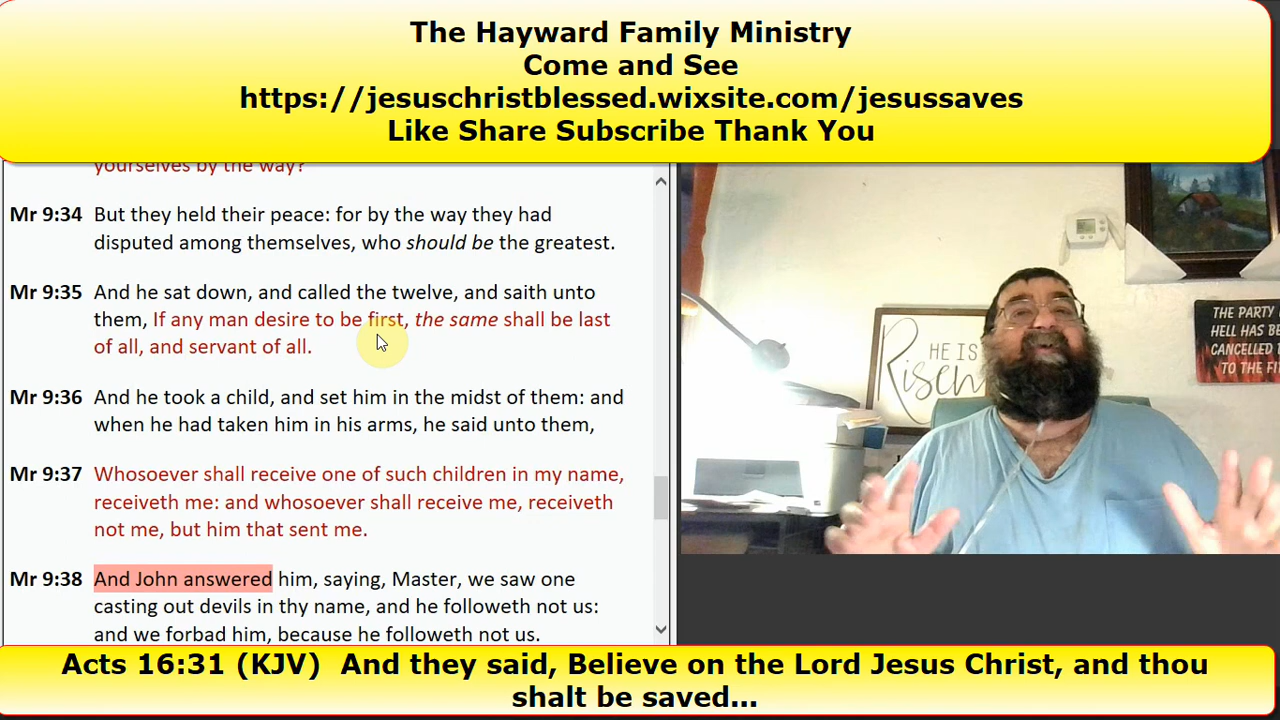 The Hayward Family Ministry
Come and See
https://jesuschristblessed.wixsite.com/jesussaves
Like Share Subscribe Thank You
yourselves by the way?
Mr 9:34 But they held their peace: for by the way they had
disputed among themselves, who should be the greatest.
Mr 9:35 And he sat down, and called the twelve, and saith unto
them, If any man desire to be first, the same shall be last
of all, and servant of all.
Mr 9:36 And he took a child, and set him in the midst of them: and
when he had taken him in his arms, he said unto them,
Mr 9:37 Whosoever shall receive one of such children in my name,
receiveth me: and whosoever shall receive me, receiveth
not me, but him that sent me.
Mr 9:38 And John answered him, saying, Master, we saw one
casting out devils in thy name, and he followeth not us:
and we forbad him, because he followeth not us.
HE IS
Risen
THE PARTY
HELL HAS BE
CANCELLED
TO THE FI
Acts 16:31 (KJV) And they said, Believe on the Lord Jesus Christ, and thou
shalt be saved...